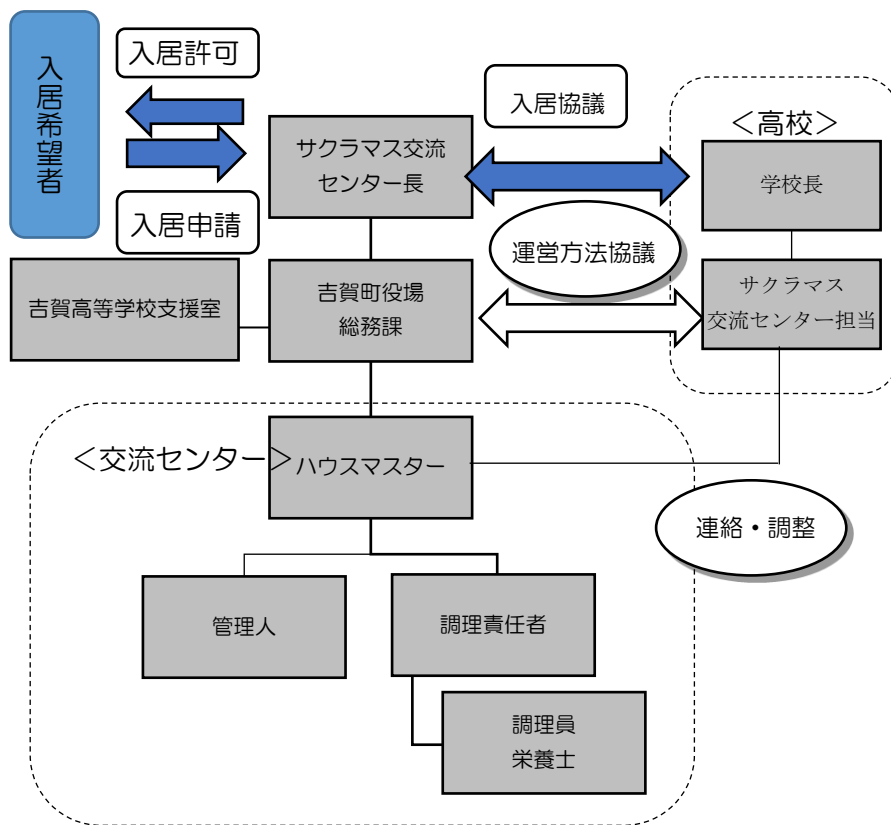 入居希望者
入居許可
入居申請
サクラマス交流
センター長
入居協議
＜高校＞
学校長
運営方法協議
吉賀高等学校支援室
吉賀町役場
総務課
サクラマス
交流センター担当
＜交流センター＞
ハウスマスター
連絡・調整
管理人
調理責任者
調理員
栄養士